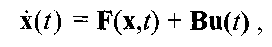 ẋ(t) = F(x,t) + Bu(t) ,